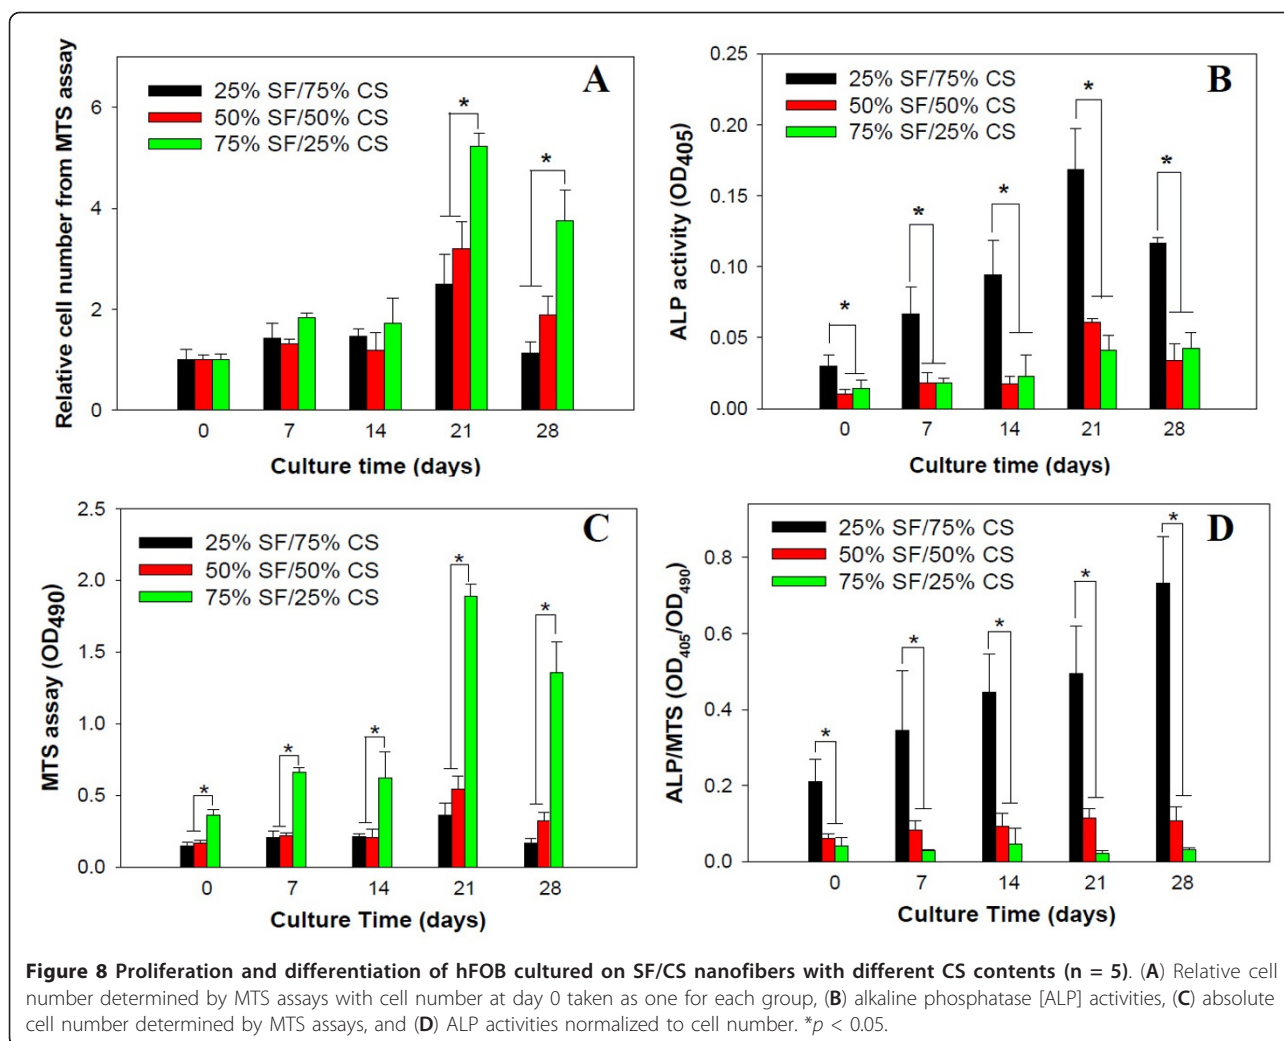 A
25% SF/75% CS
50% SF/50% CS
75% SF/25% CS
Relative cell number from MTS assay
6
4
2
0
* *
0 7 14 21 28
Culture time (days)
B
25% SF/75% CS
50% SF/50% CS
75% SF/25% CS
ALP activity (OD405)
0.25
0.20
0.15
0.10
0.05
0.00
* * * * *
0 7 14 21 28
Culture time (days)
C
25% SF/75% CS
50% SF/50% CS
75% SF/25% CS
MTS assay (OD490)
2.5
2.0
1.5
1.0
0.5
0.0
* * * * *
0 7 14 21 28
Culture Time (days)
D
25% SF/75% CS
50% SF/50% CS
75% SF/25% CS
ALP/MTS (OD405/OD490)
0.8
0.6
0.4
0.2
0.0
* * * * *
0 7 14 21 28
Culture Time (days)
Figure 8 Proliferation and differentiation of hFOB cultured on SF/CS nanofibers with different CS contents (n = 5). (A) Relative cell
number determined by MTS assays with cell number at day 0 taken as one for each group, (B) alkaline phosphatase [ALP] activities, (C) absolute
cell number determined by MTS assays, and (D) ALP activities normalized to cell number. *p < 0.05.